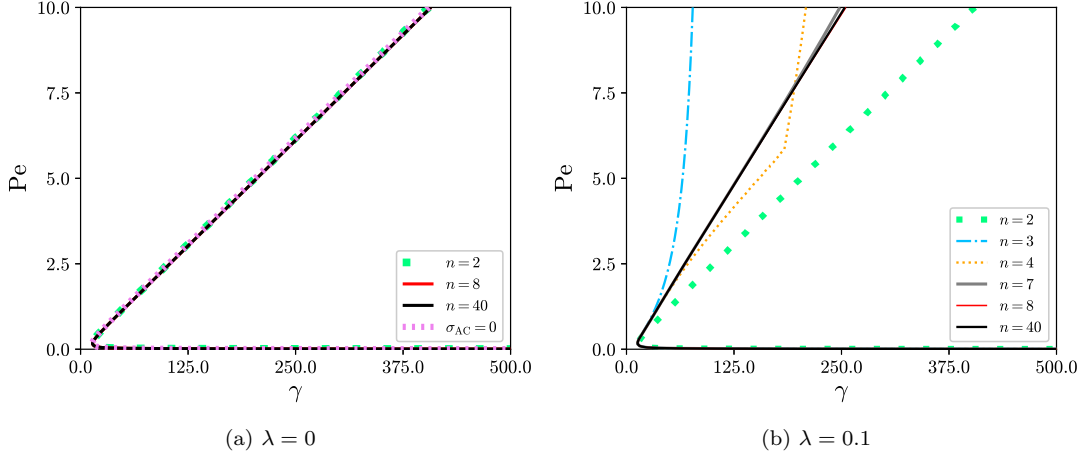 10.0
7.5
5.0
2.5
0.0
Pe
0.0 125.0 250.0 375.0 500.0
γ
n = 2
n = 8
n = 40
σ_AC = 0
(a) λ = 0
10.0
7.5
5.0
2.5
0.0
Pe
0.0 125.0 250.0 375.0 500.0
γ
n = 2
n = 3
n = 4
n = 7
n = 8
n = 40
(b) λ = 0.1